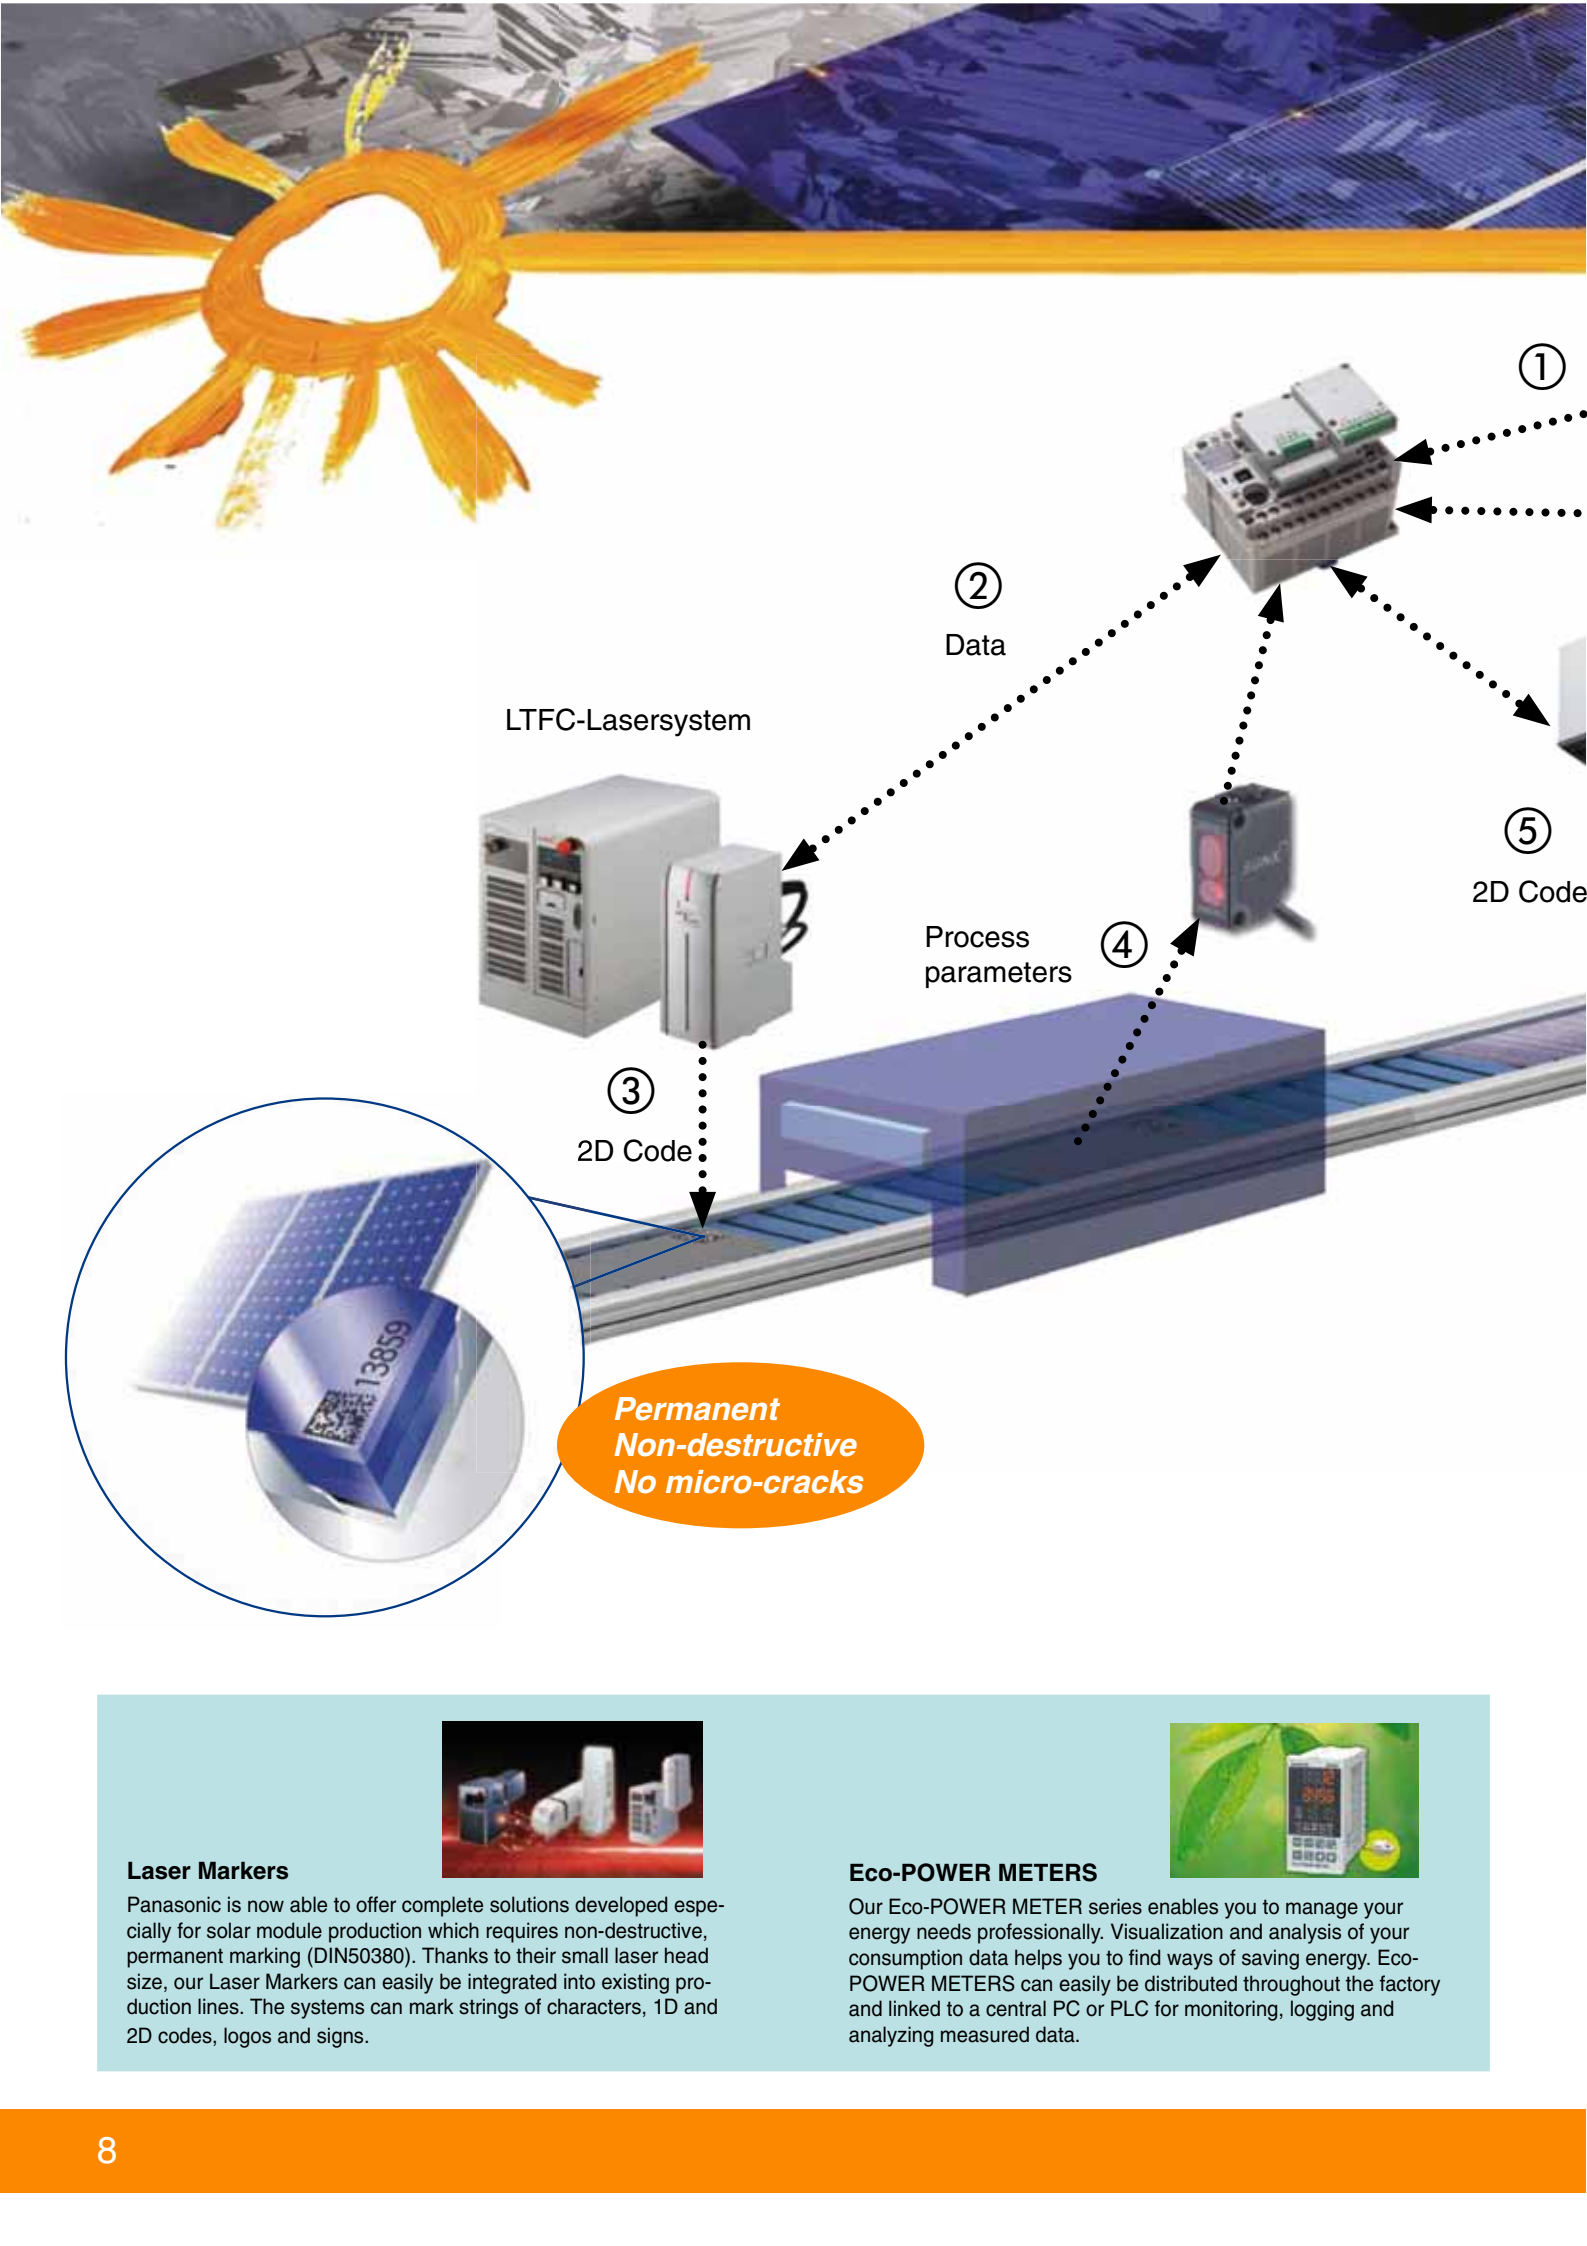 ①
②
Data
LTFC-Lasersystem
⑤
2D Code
Process
parameters
④
SUNX
③
2D Code
13859
Permanent
Non-destructive
No micro-cracks
Laser Markers
Panasonic is now able to offer complete solutions developed espe-
cially for solar module production which requires non-destructive,
permanent marking (DIN50380). Thanks to their small laser head
size, our Laser Markers can easily be integrated into existing pro-
duction lines. The systems can mark strings of characters, 1D and
2D codes, logos and signs.
Eco-POWER METERS
Our Eco-POWER METER series enables you to manage your
energy needs professionally. Visualization and analysis of your
consumption data helps you to find ways of saving energy. Eco-
POWER METERS can easily be distributed throughout the factory
and linked to a central PC or PLC for monitoring, logging and
analyzing measured data.
8